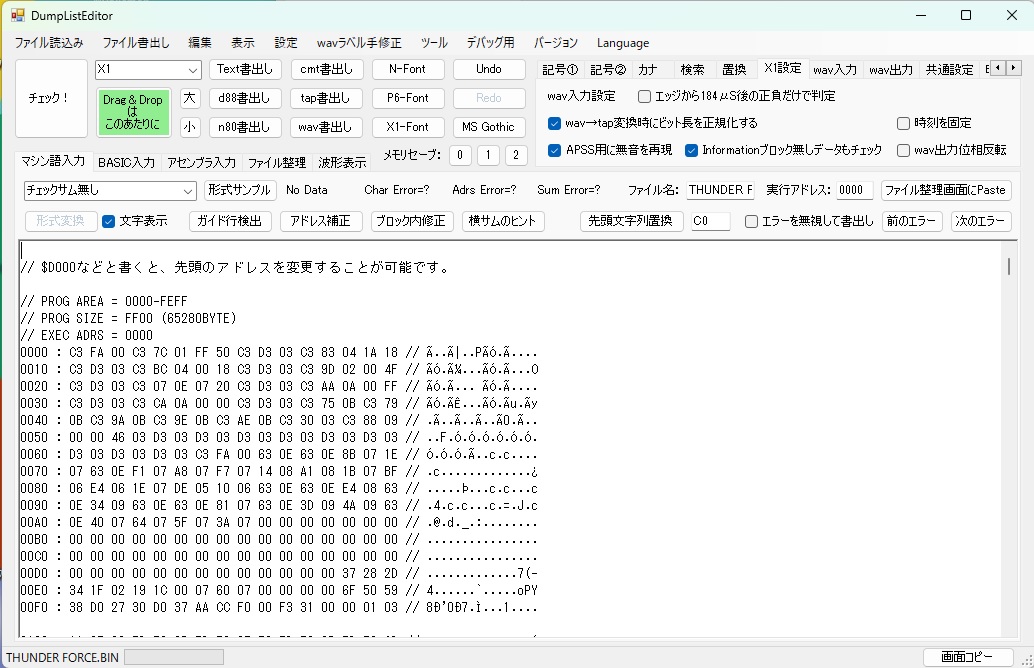 DumpListEditor
ファイル読込み ファイル書出し 編集 表示 設定 wavラベル手修正 ツール デバッグ用 バージョン Language
チェック！ X1 Text書出し cmt書出し N-Font Undo
Drag & Drop
は
このあたりに
大 d88書出し tap書出し P6-Font Redo
小 n80書出し wav書出し X1-Font MS Gothic
記号① 記号② カナ 検索 置換 X1設定 wav入力 wav出力 共通設定
wav入力設定 エッジから184μS後の正負だけで判定
wav→tap変換時にビット長を正規化する 時刻を固定
APSS用に無音を再現 Informationブロック無しデータもチェック wav出力位相反転
マシン語入力 BASIC入力 アセンブラ入力 ファイル整理 波形表示 メモリセーブ： 0 1 2
チェックサム無し 形式サンプル No Data Char Error=? Adrs Error=? Sum Error=? ファイル名： THUNDER F 実行アドレス： 0000 ファイル整理画面にPaste
形式変換 文字表示 ガイド行検出 アドレス補正 ブロック内修正 横サムのヒント 先頭文字列置換 C0 エラーを無視して書出し 前のエラー 次のエラー
// $D000などと書くと、先頭のアドレスを変更することが可能です。
// PROG AREA = 0000-FEFF
// PROG SIZE = FF00 (65280BYTE)
// EXEC ADRS = 0000
0000 : C3 FA 00 C3 7C 01 FF 50 C3 D3 03 C3 83 04 1A 18 // Ã..Ã|..PÃó.Ã....
0010 : C3 D3 03 C3 BC 04 00 18 C3 D3 03 C3 9D 02 00 4F // Ãó.Ã¼...Ãó.Ã...O
0020 : C3 D3 03 C3 07 0E 07 20 C3 D3 03 C3 AA 0A 00 FF // Ãó.Ã... Ãó.Ã....
0030 : C3 D3 03 C3 CA 0A 00 00 C3 D3 03 C3 75 0B C3 79 // Ãó.ÃÊ...Ãó.Ãu.Ãy
0040 : 0B C3 9A 0B C3 9E 0B C3 AE 0B C3 30 03 C3 88 09 // .Ã..Ã..Ã..Ã0.Ã..
0050 : 00 00 46 03 D3 03 D3 03 D3 03 D3 03 D3 03 D3 03 // ..F.ó.ó.ó.ó.ó.ó.
0060 : D3 03 D3 03 D3 03 C3 FA 00 63 0E 63 0E 8B 07 1E // ó.ó.ó.Ã..c.c....
0070 : 07 63 0E F1 07 A8 07 F7 07 14 08 A1 08 1B 07 BF // .c.............¿
0080 : 06 E4 06 1E 07 DE 05 10 06 63 0E 63 0E E4 08 63 // .....Þ...c.c...c
0090 : 0E 34 09 63 0E 63 0E 81 07 63 0E 3D 09 4A 09 63 // .4.c.c...c.=.J.c
00A0 : 0E 40 07 64 07 5F 07 3A 07 00 00 00 00 00 00 00 // .@.d._.:........
00B0 : 00 00 00 00 00 00 00 00 00 00 00 00 00 00 00 00 // ................
00C0 : 00 00 00 00 00 00 00 00 00 00 00 00 00 00 00 00 // ................
00D0 : 00 00 00 00 00 00 00 00 00 00 00 00 00 37 28 2D // .............7(-
00E0 : 34 1F 02 19 1C 00 07 60 07 00 00 00 00 6F 50 59 // 4......`.....oPY
00F0 : 38 D0 27 30 D0 37 AA CC F0 00 F3 31 00 00 01 03 // 8Ð'0Ð7.Ì...1....
THUNDER FORCE.BIN 画面コピー